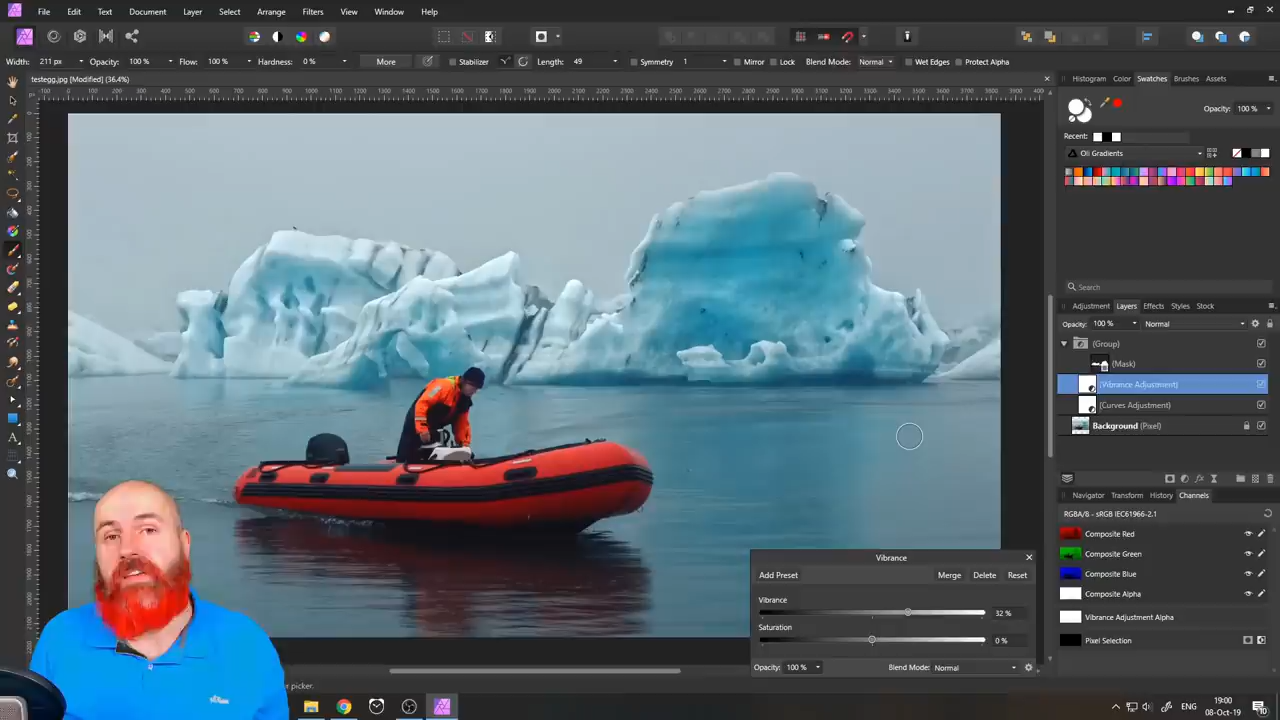 File Edit Text Document Layer Select Arrange Filters View Window Help
Width: 211 px Opacity: 100 % Flow: 100 % Hardness: 0 % More Stabilizer Length: 49 Symmetry 1 Mirror Lock Blend Mode: Normal Wet Edges Protect Alpha
testegg.jpg [Modified] (36.4%)
Histogram Color Swatches Brushes Assets
Opacity: 100 %
Recent:
Oli Gradients
Search
Adjustment Layers Effects Styles Stock
Opacity: 100 % Normal
(Group)
(Mask)
(Vibrance Adjustment)
(Curves Adjustment)
Background (Pixel)
Navigator Transform History Channels
RGBA/8 - sRGB IEC61966-2.1
Composite Red
Composite Green
Composite Blue
Composite Alpha
Vibrance Adjustment Alpha
Pixel Selection
Vibrance
Add Preset Merge Delete Reset
Vibrance
32 %
Saturation
0 %
Opacity: 100 % Blend Mode: Normal
picker.
ENG
19:00
08-Oct-19